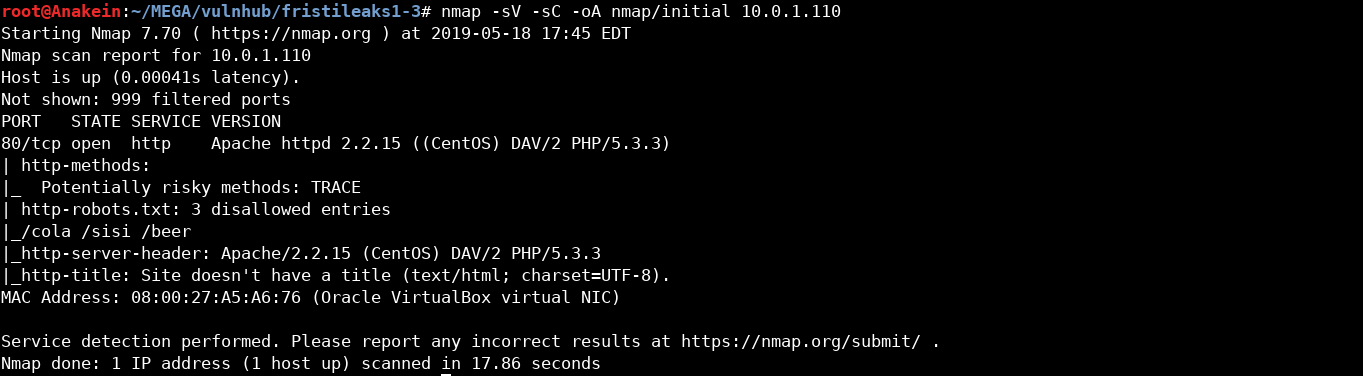 root@Anakein:~/MEGA/vulnhub/fristileaks1-3# nmap -sV -sC -oA nmap/initial 10.0.1.110
Starting Nmap 7.70 ( https://nmap.org ) at 2019-05-18 17:45 EDT
Nmap scan report for 10.0.1.110
Host is up (0.00041s latency).
Not shown: 999 filtered ports
PORT   STATE SERVICE VERSION
80/tcp open  http    Apache httpd 2.2.15 ((CentOS) DAV/2 PHP/5.3.3)
| http-methods:
|_  Potentially risky methods: TRACE
| http-robots.txt: 3 disallowed entries
|_/cola /sisi /beer
|_http-server-header: Apache/2.2.15 (CentOS) DAV/2 PHP/5.3.3
|_http-title: Site doesn't have a title (text/html; charset=UTF-8).
MAC Address: 08:00:27:A5:A6:76 (Oracle VirtualBox virtual NIC)
Service detection performed. Please report any incorrect results at https://nmap.org/submit/ .
Nmap done: 1 IP address (1 host up) scanned in 17.86 seconds